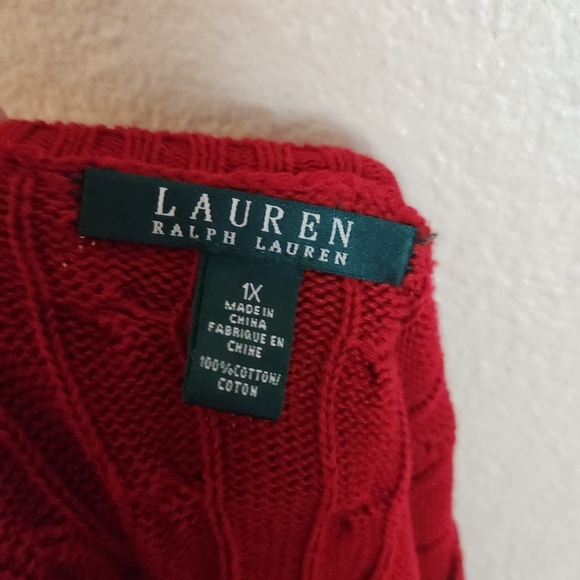 LAUREN
RALPH LAUREN
1X
MADE IN
CHINA
FABRIQUE EN
CHINE
100%COTTON/
COTON